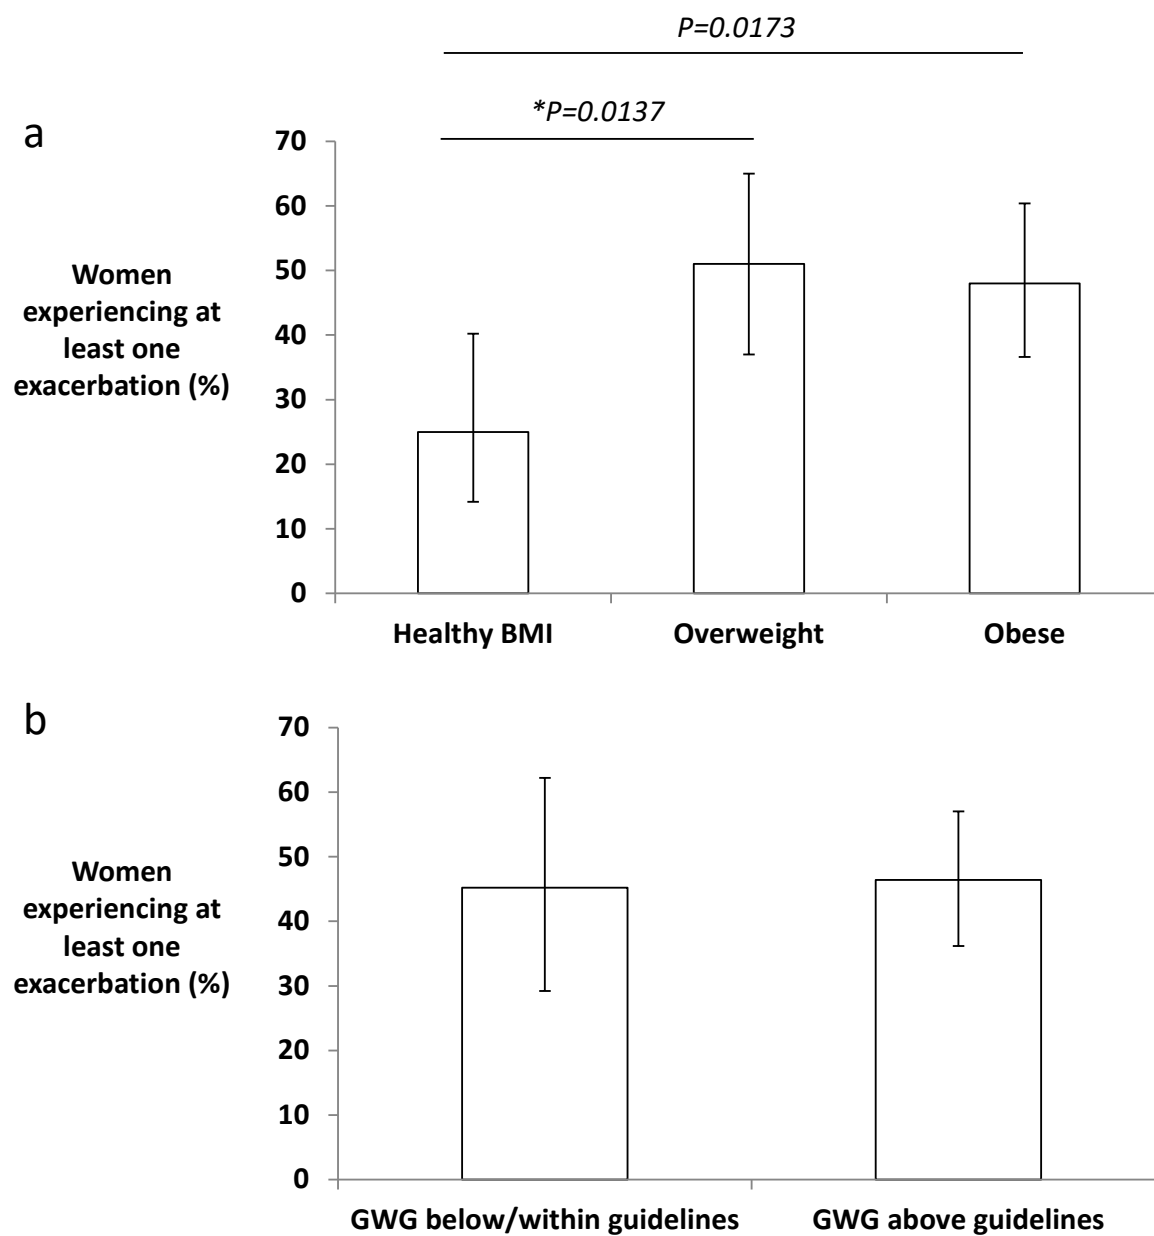 P=0.0173
*P=0.0137
a
70
60
50
40
30
20
10
0
Women
experiencing at
least one
exacerbation (%)
Healthy BMI
Overweight
Obese
b
70
60
50
40
30
20
10
0
Women
experiencing at
least one
exacerbation (%)
GWG below/within guidelines
GWG above guidelines